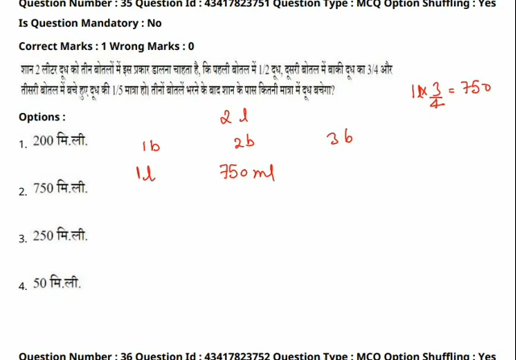 Question Number : 35 Question Id : 43417823751 Question Type : MCQ Option Shuffling : Yes
Is Question Mandatory : No
Correct Marks : 1 Wrong Marks : 0
शान 2 लीटर दूध को तीन बोतलों में इस प्रकार डालना चाहता है, कि पहली बोतल में 1/2 दूध, दूसरी बोतल में बाकी दूध का 3/4 और
तीसरी बोतल में बचे हुए दूध की 1/5 मात्रा हो। तीनों बोतलें भरने के बाद शान के पास कितनी मात्रा में दूध बचेगा?
1 × 3/4 = 750
Options :
2 l
1. 200 मि.ली.
1b 2b 3b
1l 750 ml
2. 750 मि.ली.
3. 250 मि.ली.
4. 50 मि.ली.
Question Number : 36 Question Id : 43417823752 Question Type : MCQ Option Shuffling : Yes